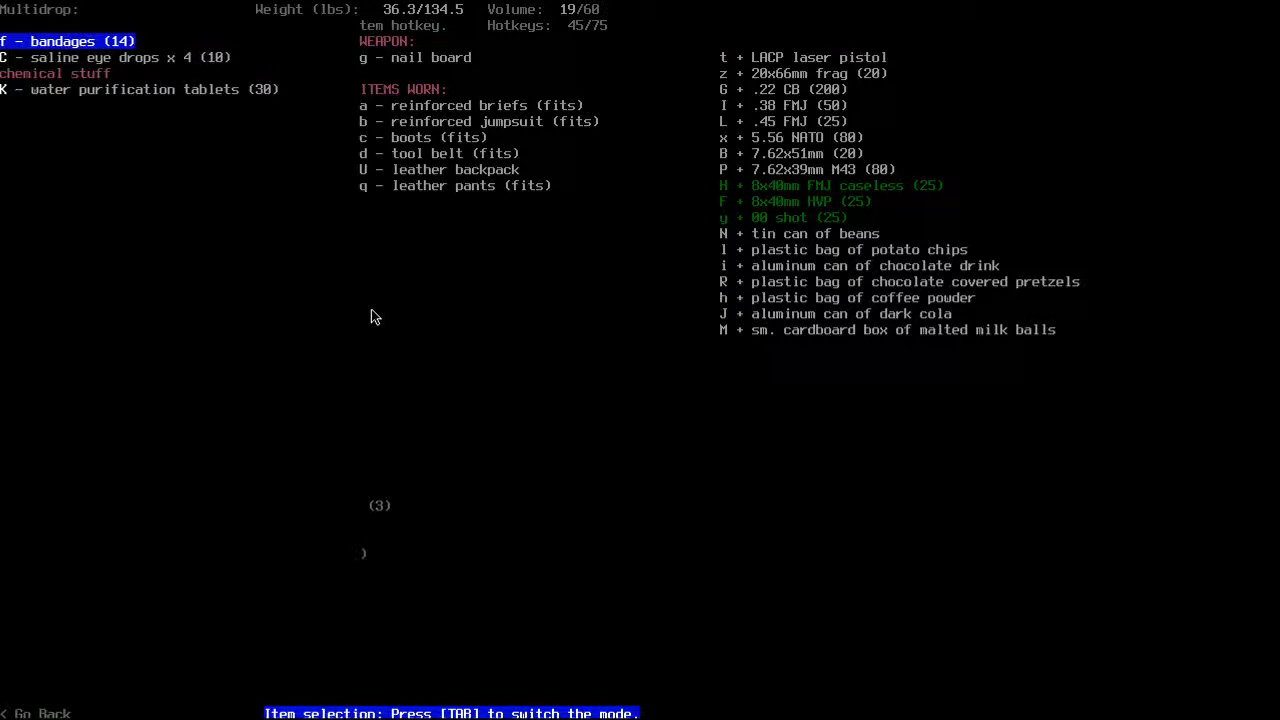 Multidrop: Weight (lbs): 36.3/134.5 Volume: 19/60
tem hotkey. Hotkeys: 45/75
f - bandages (14)
C - saline eye drops x 4 (10)
chemical stuff
K - water purification tablets (30)
WEAPON:
g - nail board
ITEMS WORN:
a - reinforced briefs (fits)
b - reinforced jumpsuit (fits)
c - boots (fits)
d - tool belt (fits)
U - leather backpack
q - leather pants (fits)
(3)
)
t + LACP laser pistol
z + 20x66mm frag (20)
G + .22 CB (200)
I + .38 FMJ (50)
L + .45 FMJ (25)
x + 5.56 NATO (80)
B + 7.62x51mm (20)
P + 7.62x39mm M43 (80)
H + 8x40mm FMJ caseless (25)
F + 8x40mm HVP (25)
y + 00 shot (25)
N + tin can of beans
l + plastic bag of potato chips
i + aluminum can of chocolate drink
R + plastic bag of chocolate covered pretzels
h + plastic bag of coffee powder
J + aluminum can of dark cola
M + sm. cardboard box of malted milk balls
< Go Back Item selection: Press [TAB] to switch the mode.